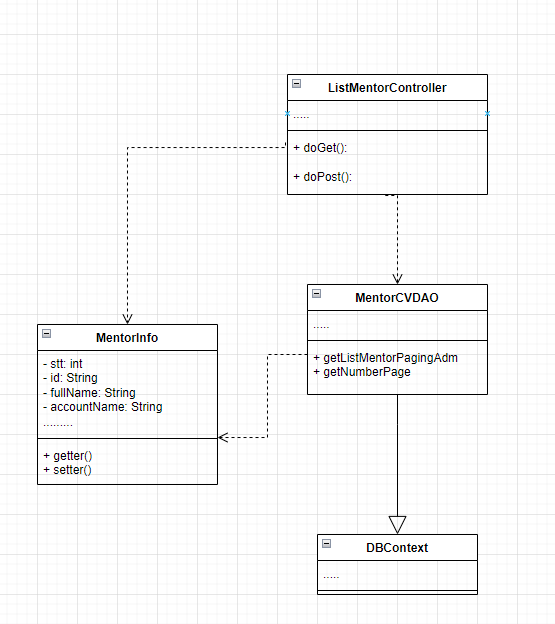 ListMentorController
.....
+ doGet():
+ doPost():
MentorCVDAO
.....
+ getListMentorPagingAdm
+ getNumberPage
MentorInfo
- stt: int
- id: String
- fullName: String
- accountName: String
.........
+ getter()
+ setter()
DBContext
.....